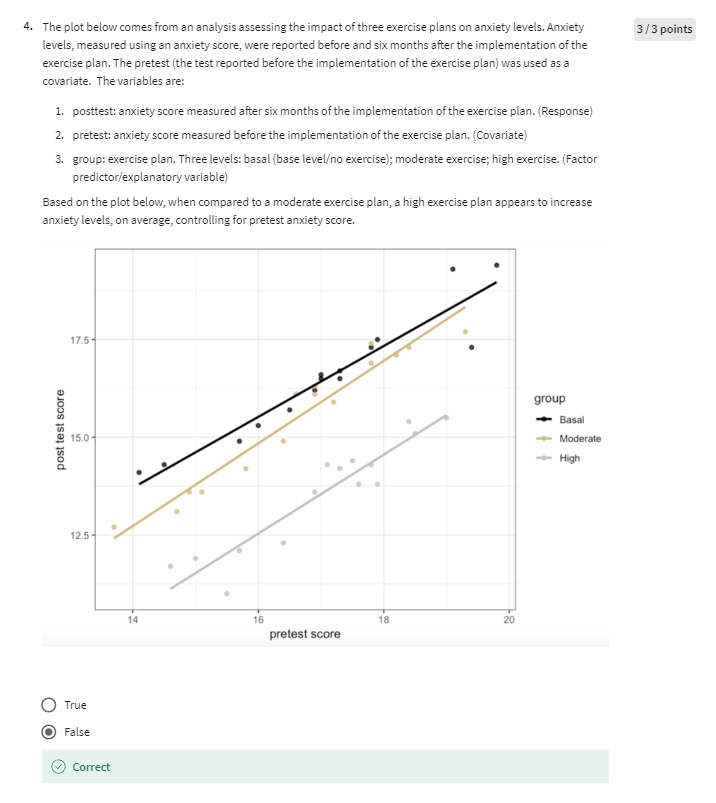 4. The plot below comes from an analysis assessing the impact of three exercise plans on anxiety levels. Anxiety
3 / 3 points
levels, measured using an anxiety score, were reported before and six months after the implementation of the
exercise plan. The pretest (the test reported before the implementation of the exercise plan) was used as a
covariate. The variables are:
1. posttest: anxiety score measured after six months of the implementation of the exercise plan. (Response)
2. pretest: anxiety score measured before the implementation of the exercise plan. (Covariate)
3. group: exercise plan. Three levels: basal (base level/no exercise); moderate exercise; high exercise. (Factor
predictor/explanatory variable)
Based on the plot below, when compared to a moderate exercise plan, a high exercise plan appears to increase
anxiety levels, on average, controlling for pretest anxiety score.
17.5
15.0
12.5
post test score
14
16
18
20
pretest score
group
Basal
Moderate
High
True
False
Correct